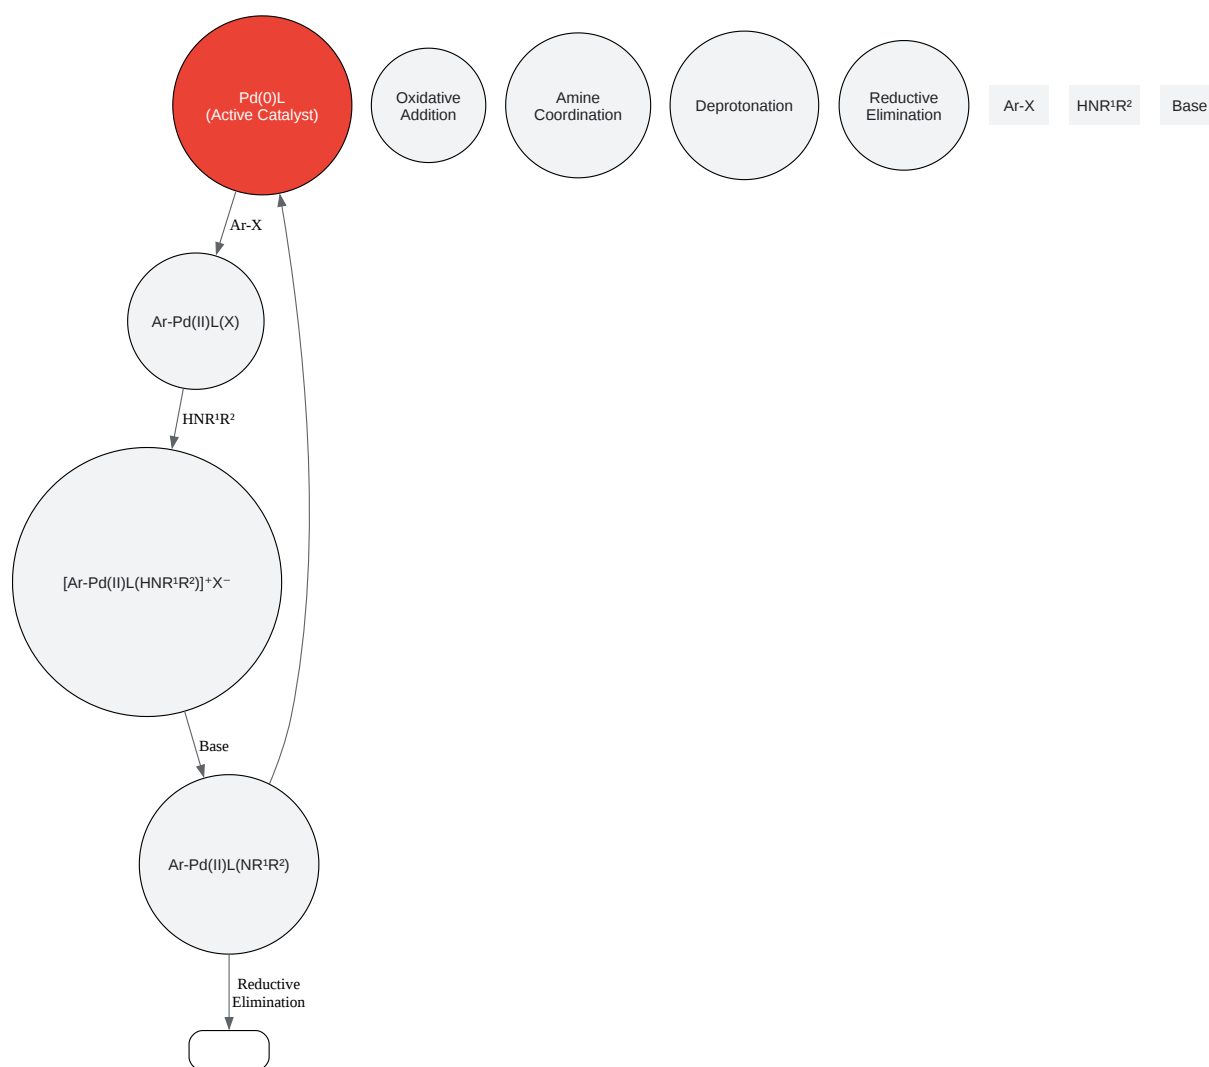 Pd(0)L
(Active Catalyst)
Oxidative
Addition
Amine
Coordination
Deprotonation
Reductive
Elimination
Ar-X
HNR¹R²
Base
Ar-X
Ar-Pd(II)L(X)
HNR¹R²
[Ar-Pd(II)L(HNR¹R²)]⁺X⁻
Base
Ar-Pd(II)L(NR¹R²)
Reductive
Elimination